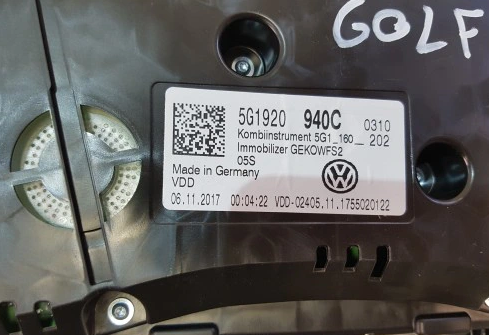 GOLF
5G1920 940C 0310
Kombiinstrument 5G1_160__ 202
Immobilizer GEKOWFS2
05S
Made in Germany
VDD
06.11.2017 00:04:22 VDD-02405.11.1755020122